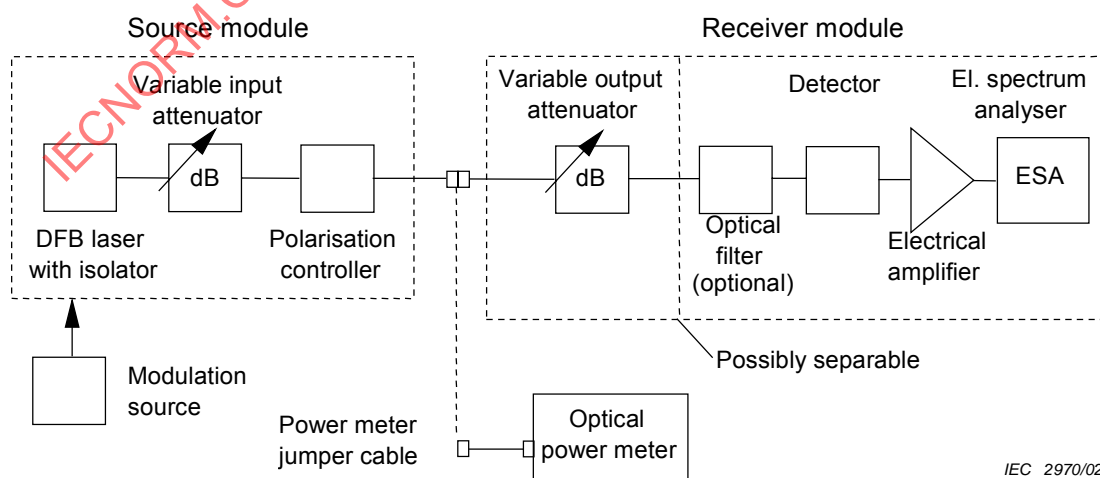 Source module
Receiver module
IECNORM.C
Variable input
attenuator
Variable output
attenuator
Detector
El. spectrum
analyser
dB
dB
ESA
DFB laser
with isolator
Polarisation
controller
Optical
filter
(optional)
Electrical
amplifier
Possibly separable
Modulation
source
Power meter
jumper cable
Optical
power meter
IEC 2970/02